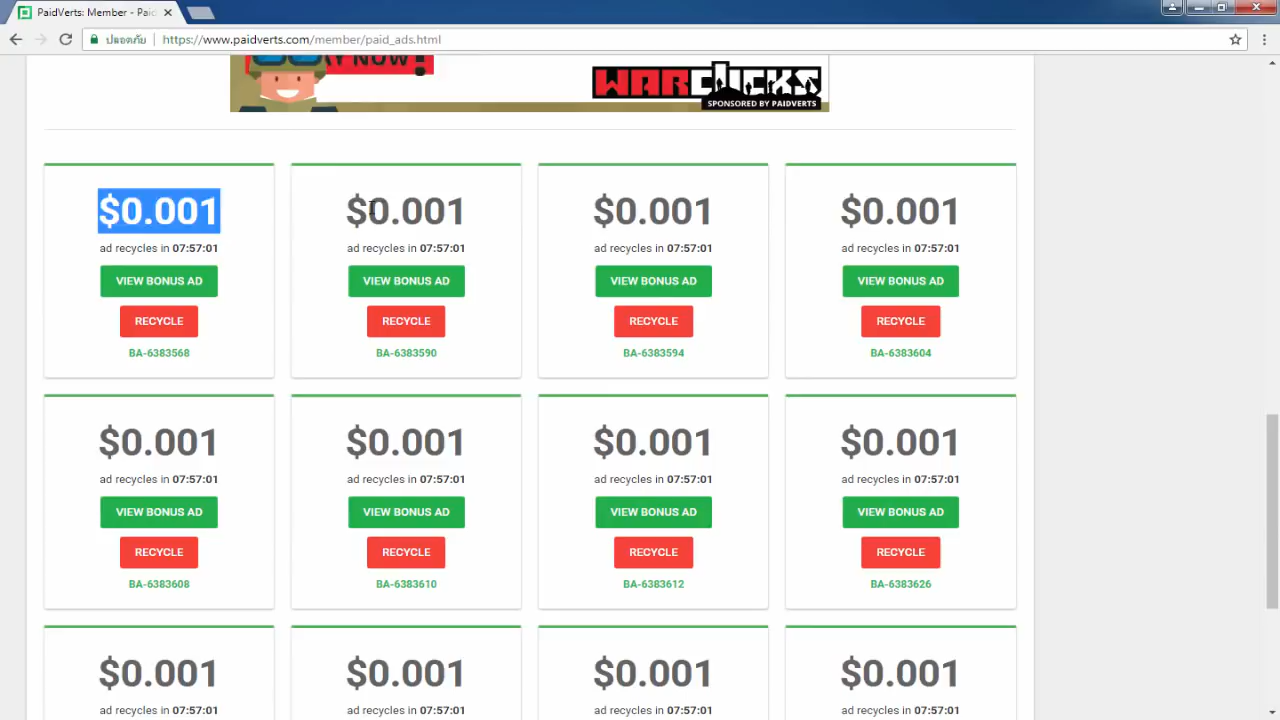 PaidVerts: Member - Paid
ปลอดภัย https://www.paidverts.com/member/paid_ads.html
NOW !
WARCLICKS
SPONSORED BY PAIDVERTS
$0.001 $0.001 $0.001 $0.001
ad recycles in 07:57:01 ad recycles in 07:57:01 ad recycles in 07:57:01 ad recycles in 07:57:01
VIEW BONUS AD VIEW BONUS AD VIEW BONUS AD VIEW BONUS AD
RECYCLE RECYCLE RECYCLE RECYCLE
BA-6383568 BA-6383590 BA-6383594 BA-6383604
$0.001 $0.001 $0.001 $0.001
ad recycles in 07:57:01 ad recycles in 07:57:01 ad recycles in 07:57:01 ad recycles in 07:57:01
VIEW BONUS AD VIEW BONUS AD VIEW BONUS AD VIEW BONUS AD
RECYCLE RECYCLE RECYCLE RECYCLE
BA-6383608 BA-6383610 BA-6383612 BA-6383626
$0.001 $0.001 $0.001 $0.001
ad recycles in 07:57:01 ad recycles in 07:57:01 ad recycles in 07:57:01 ad recycles in 07:57:01